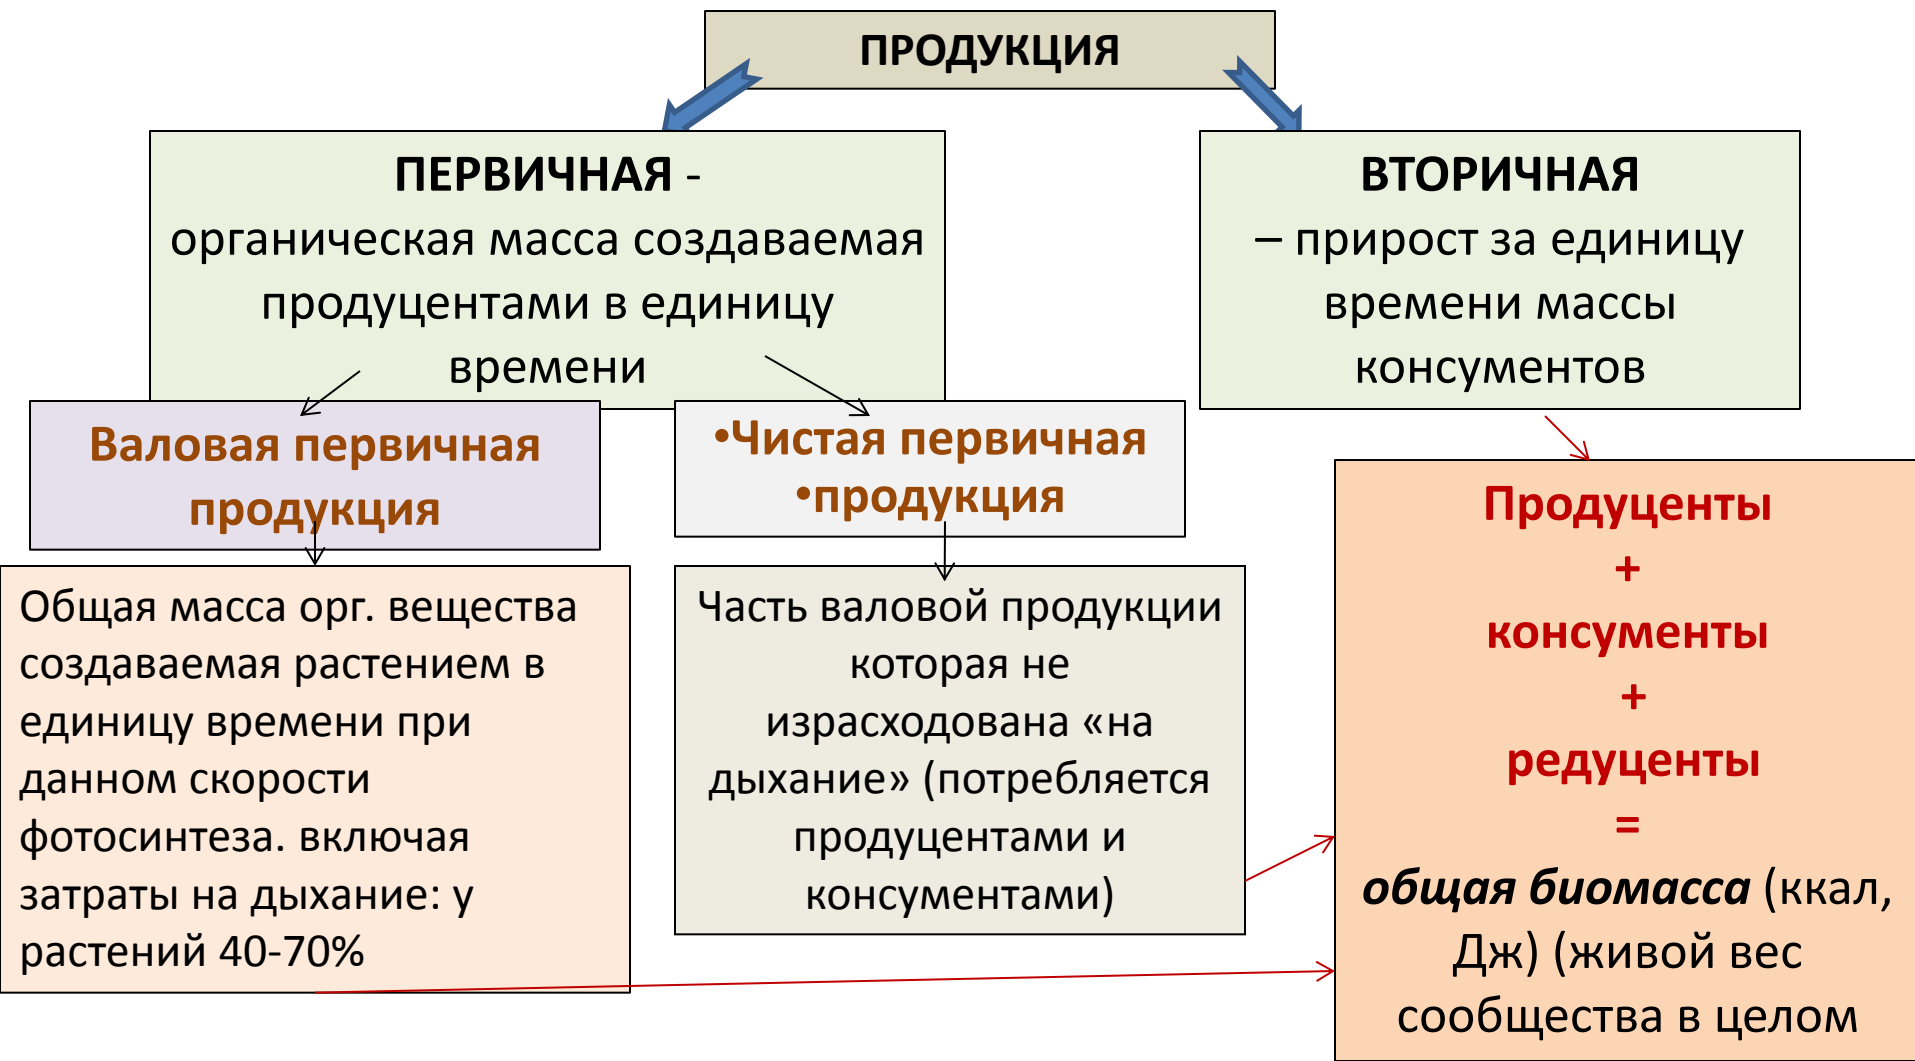 ПРОДУКЦИЯ
ПЕРВИЧНАЯ -
органическая масса создаваемая
продуцентами в единицу
времени
ВТОРИЧНАЯ
– прирост за единицу
времени массы
консументов
Валовая первичная
продукция
•Чистая первичная
•продукция
Общая масса орг. вещества
создаваемая растением в
единицу времени при
данном скорости
фотосинтеза. включая
затраты на дыхание: у
растений 40-70%
Часть валовой продукции
которая не
израсходована «на
дыхание» (потребляется
продуцентами и
консументами)
Продуценты
+
консументы
+
редуценты
=
общая биомасса (ккал,
Дж) (живой вес
сообщества в целом